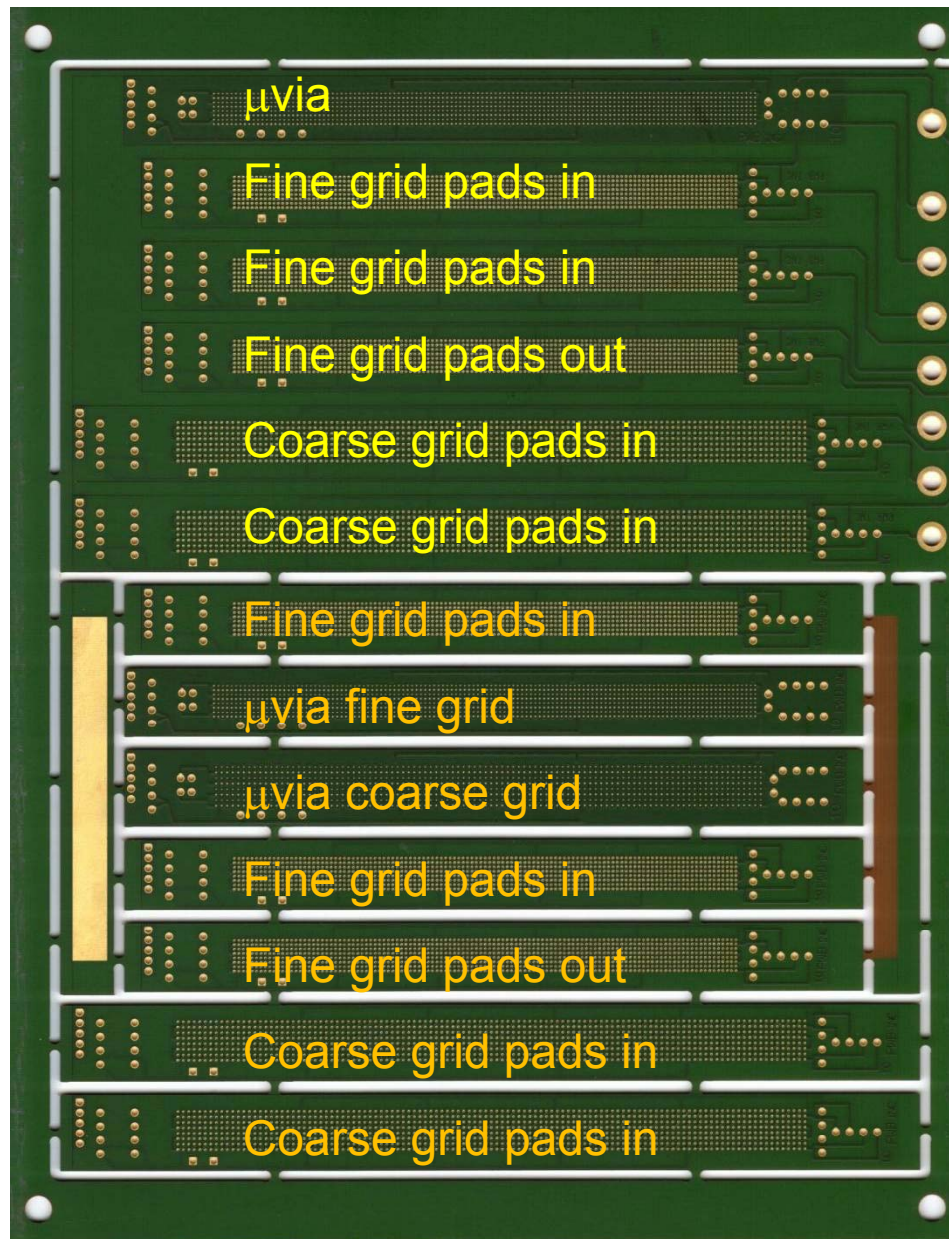 μvia
Fine grid pads in
Fine grid pads in
Fine grid pads out
Coarse grid pads in
Coarse grid pads in
Fine grid pads in
μvia fine grid
μvia coarse grid
Fine grid pads in
Fine grid pads out
Coarse grid pads in
Coarse grid pads in